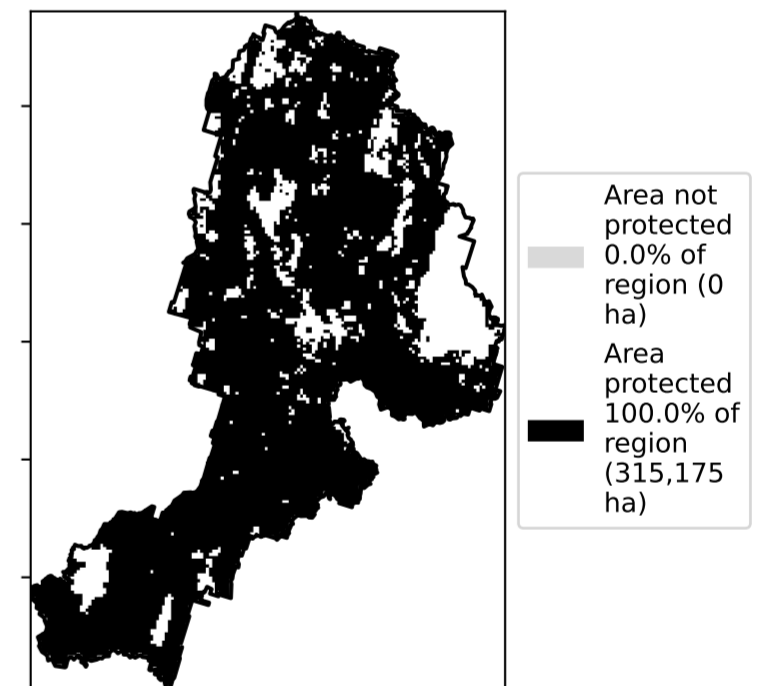 Area not
protected
0.0% of
region (0
ha)
Area
protected
100.0% of
region
(315,175
ha)